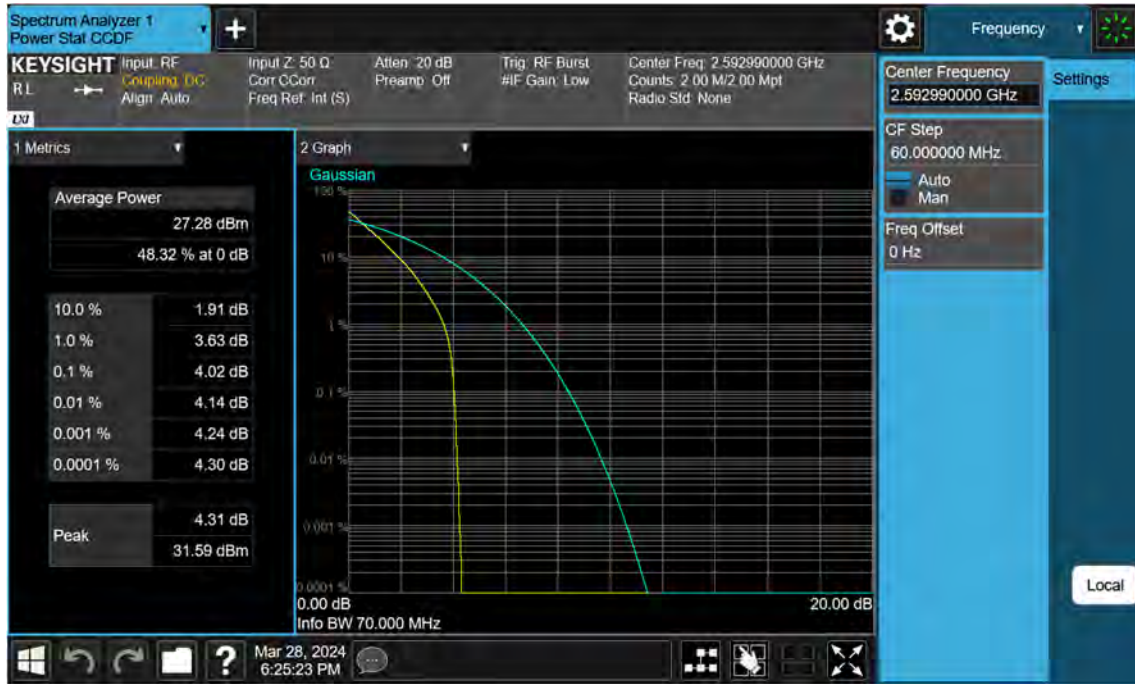 Spectrum Analyzer 1
Power Stat CCDF
+
Frequency
KEYSIGHT
Input: RF
Input Z: 50 Ω
Atten: 20 dB
Trig: RF Burst
Center Freq: 2.592990000 GHz
R L
Coupling: DC
Corr CCorr
Preamp: Off
#IF Gain: Low
Counts: 2.00 M/2.00 Mpt
Align: Auto
Freq Ref: Int (S)
Radio Std: None
LXI
Center Frequency
2.592990000 GHz
Settings
CF Step
60.000000 MHz
Auto
Man
Freq Offset
0 Hz
Local
1 Metrics
Average Power
27.28 dBm
48.32 % at 0 dB
10.0 % 1.91 dB
1.0 % 3.63 dB
0.1 % 4.02 dB
0.01 % 4.14 dB
0.001 % 4.24 dB
0.0001 % 4.30 dB
Peak
4.31 dB
31.59 dBm
2 Graph
Gaussian
100 %
10 %
1 %
0.1 %
0.01 %
0.001 %
0.0001 %
0.00 dB
20.00 dB
Info BW 70.000 MHz
?
Mar 28, 2024
6:25:23 PM